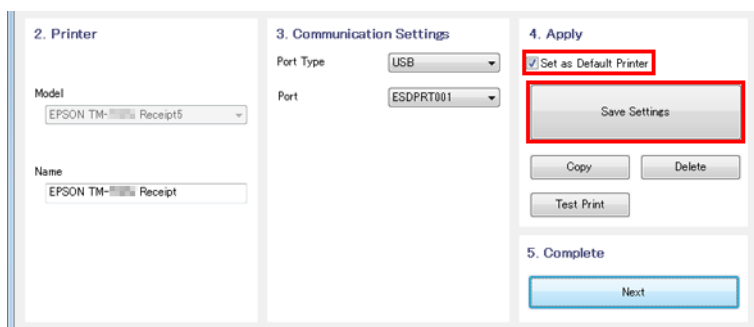 2. Printer
Model
EPSON TM- Receipt5
Name
EPSON TM- Receipt
3. Communication Settings
Port Type
USB
Port
ESDPRT001
4. Apply
Set as Default Printer
Save Settings
Copy
Delete
Test Print
5. Complete
Next